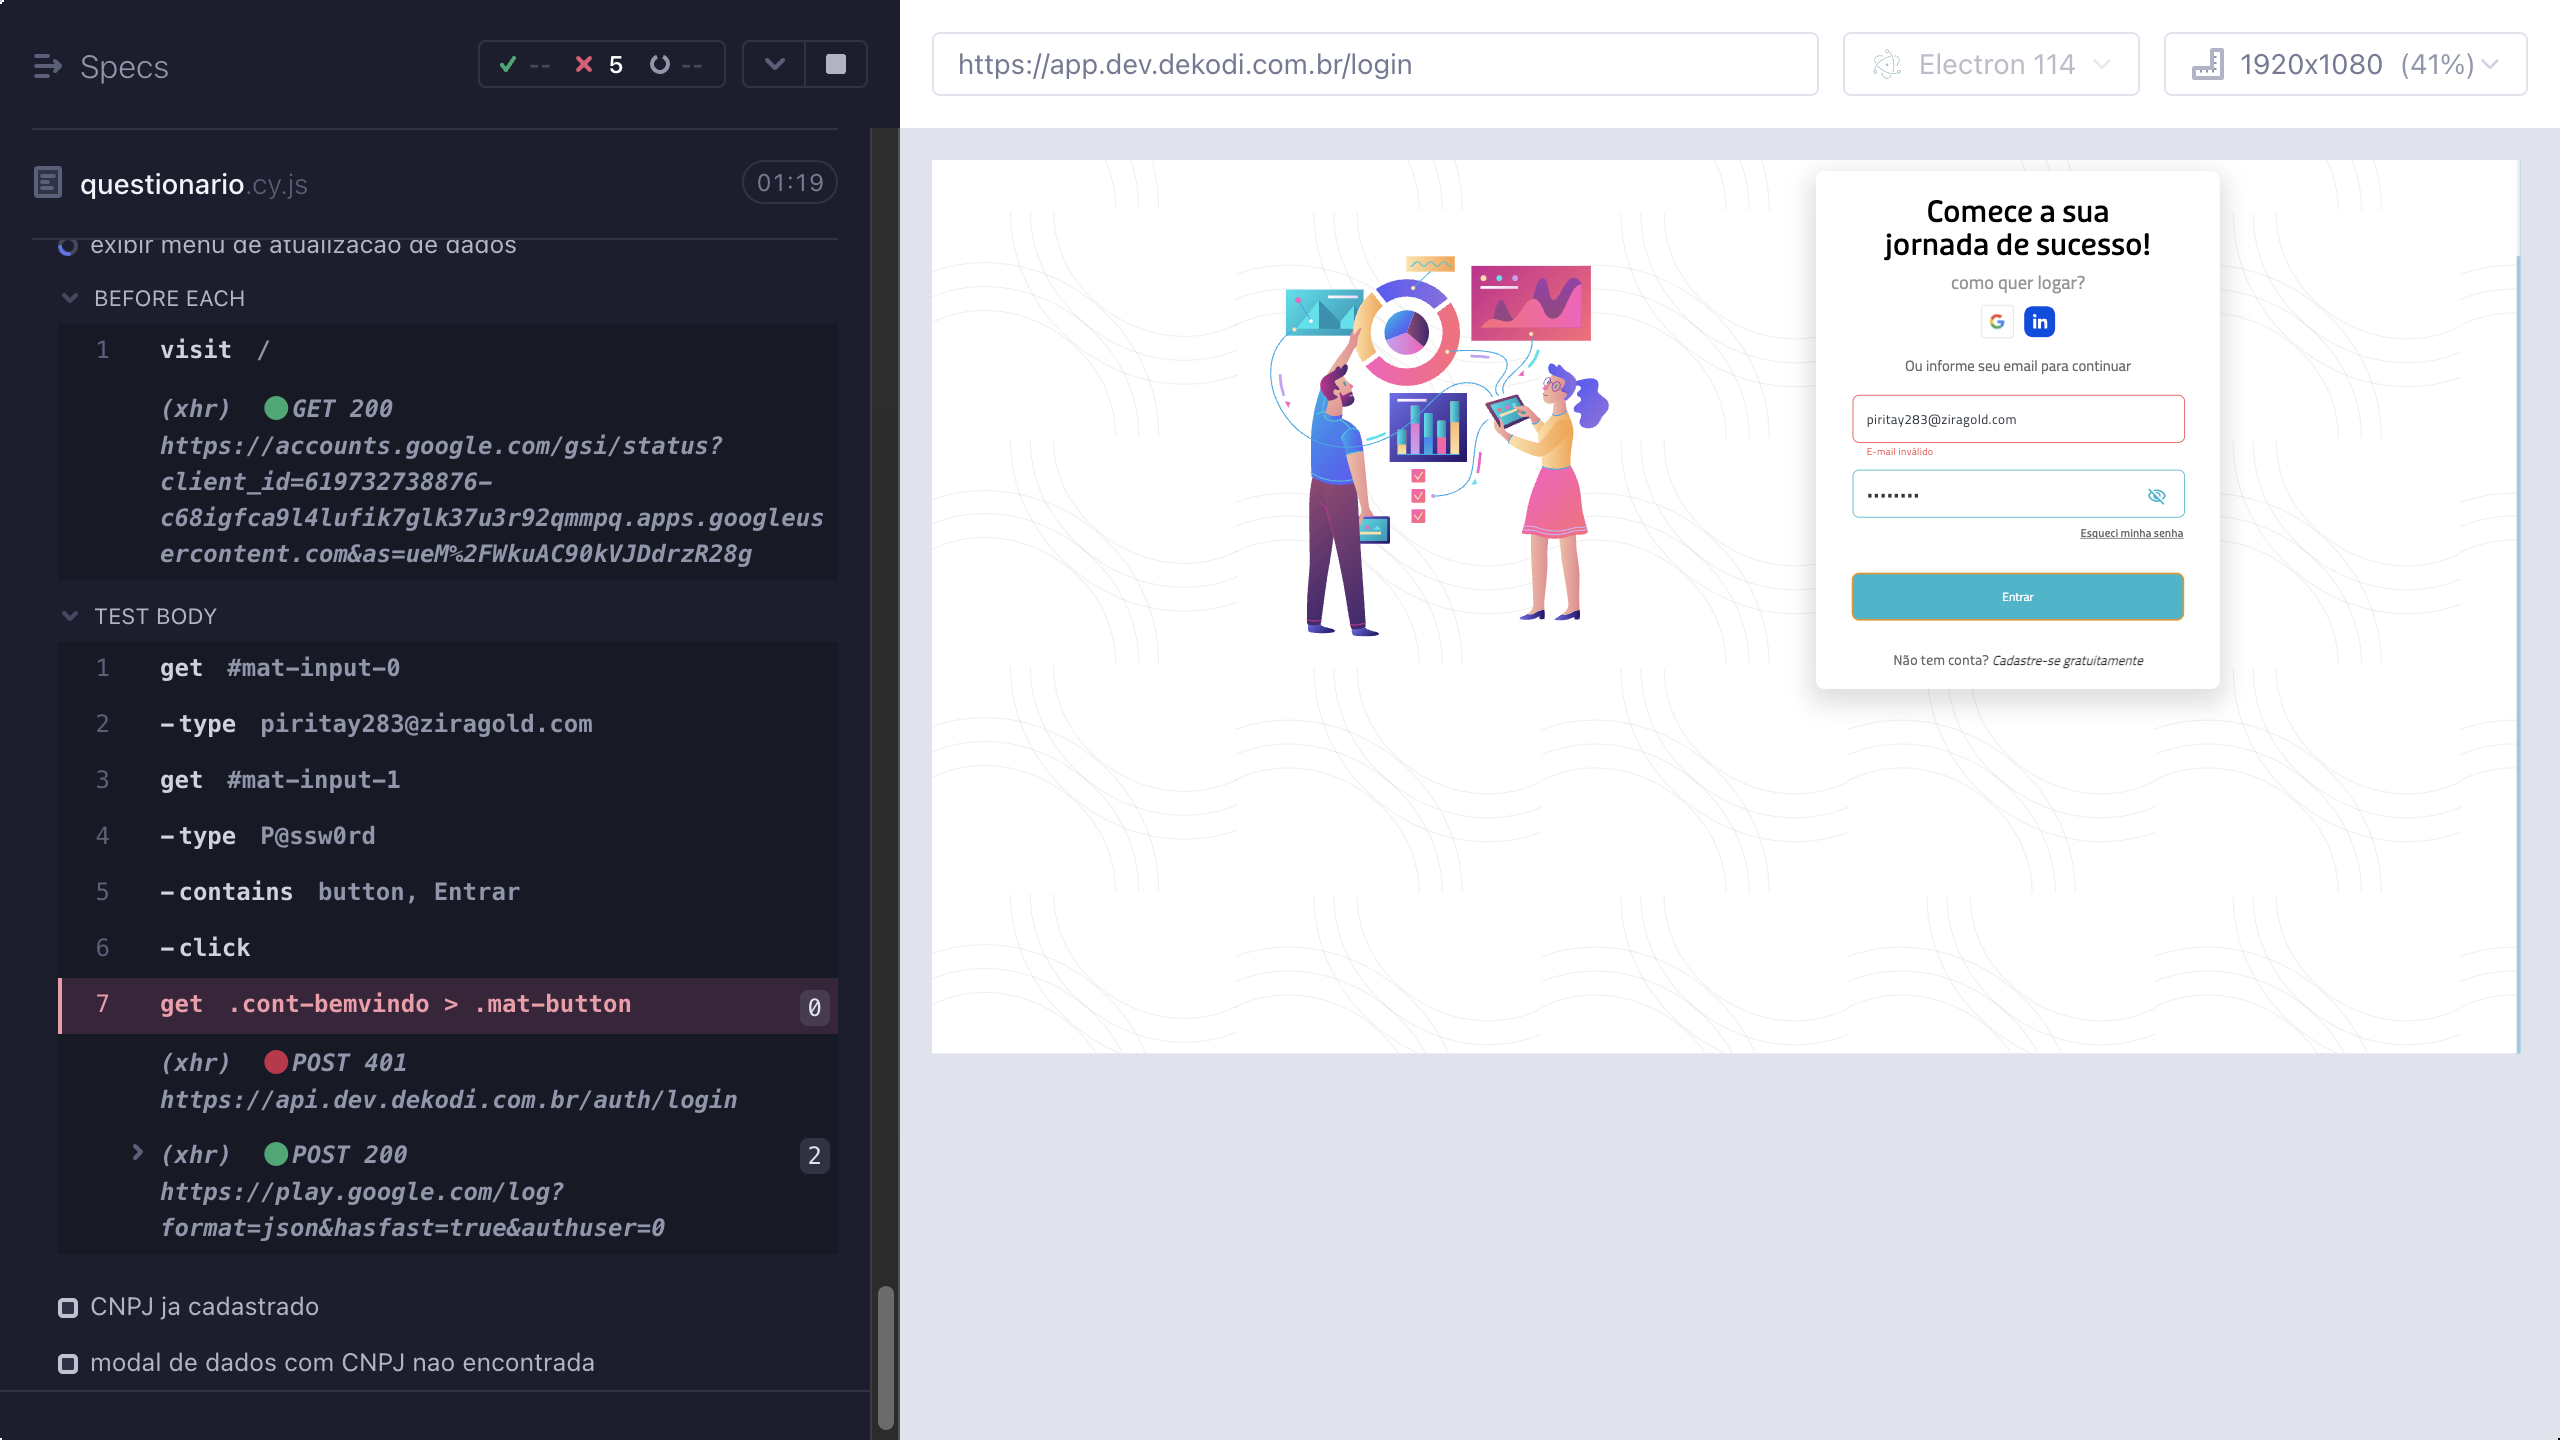 Specs
-- 5 --
questionario.cy.js 01:19
exibir menu de atualizacao de dados
BEFORE EACH
1 visit /
(xhr) GET 200
https://accounts.google.com/gsi/status?
client_id=619732738876-
c68igfca9l4lufik7glk37u3r92qmmpq.apps.googleus
ercontent.com&as=ueM%2FWkuAC90kVJDdrzR28g
TEST BODY
1 get #mat-input-0
2 -type piritay283@ziragold.com
3 get #mat-input-1
4 -type P@ssw0rd
5 -contains button, Entrar
6 -click
7 get .cont-bemvindo > .mat-button 0
(xhr) POST 401
https://api.dev.dekodi.com.br/auth/login
(xhr) POST 200 2
https://play.google.com/log?
format=json&hasfast=true&authuser=0
CNPJ ja cadastrado
modal de dados com CNPJ nao encontrada
https://app.dev.dekodi.com.br/login
Electron 114
1920x1080 (41%)
Comece a sua
jornada de sucesso!
como quer logar?
G in
Ou informe seu email para continuar
piritay283@ziragold.com
E-mail inválido
••••••••
Esqueci minha senha
Entrar
Não tem conta? Cadastre-se gratuitamente